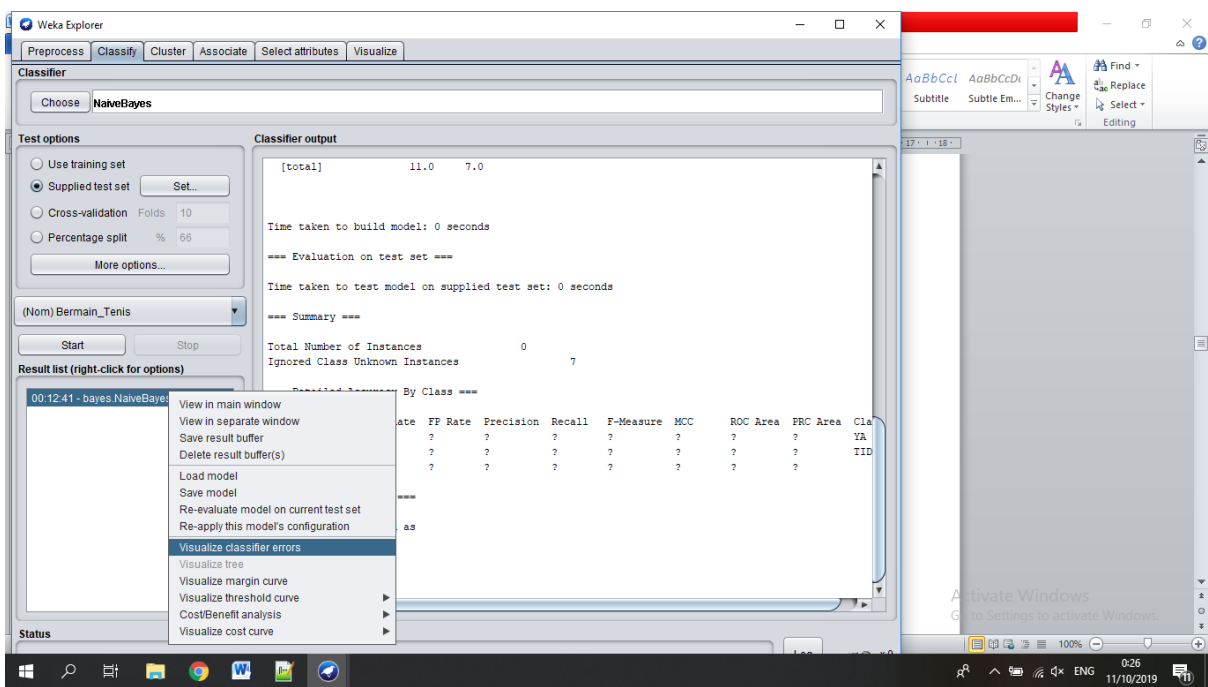 Weka Explorer
Preprocess Classify Cluster Associate Select attributes Visualize
Classifier
Choose NaiveBayes
Test options
Use training set
Supplied test set Set...
Cross-validation Folds 10
Percentage split % 66
More options...
(Nom) Bermain_Tenis
Start Stop
Result list (right-click for options)
00:12:41 - bayes.NaiveBayes
Classifier output
[total] 11.0 7.0
Time taken to build model: 0 seconds
=== Evaluation on test set ===
Time taken to test model on supplied test set: 0 seconds
=== Summary ===
Total Number of Instances 0
Ignored Class Unknown Instances 7
By Class ===
ate FP Rate Precision Recall F-Measure MCC ROC Area PRC Area Cla
? ? ? ? ? ? ? YA
? ? ? ? ? ? ? TID
? ? ? ? ? ? ?
===
as
View in main window
View in separate window
Save result buffer
Delete result buffer(s)
Load model
Save model
Re-evaluate model on current test set
Re-apply this model's configuration
Visualize classifier errors
Visualize tree
Visualize margin curve
Visualize threshold curve
Cost/Benefit analysis
Visualize cost curve
Status
AaBbCcL AaBbCcDi
Subtitle Subtle Em...
Change
Styles
Find
Replace
Select
Editing
17 18
Activate Windows
Go to Settings to activate Windows.
100%
ENG
0:26
11/10/2019
11